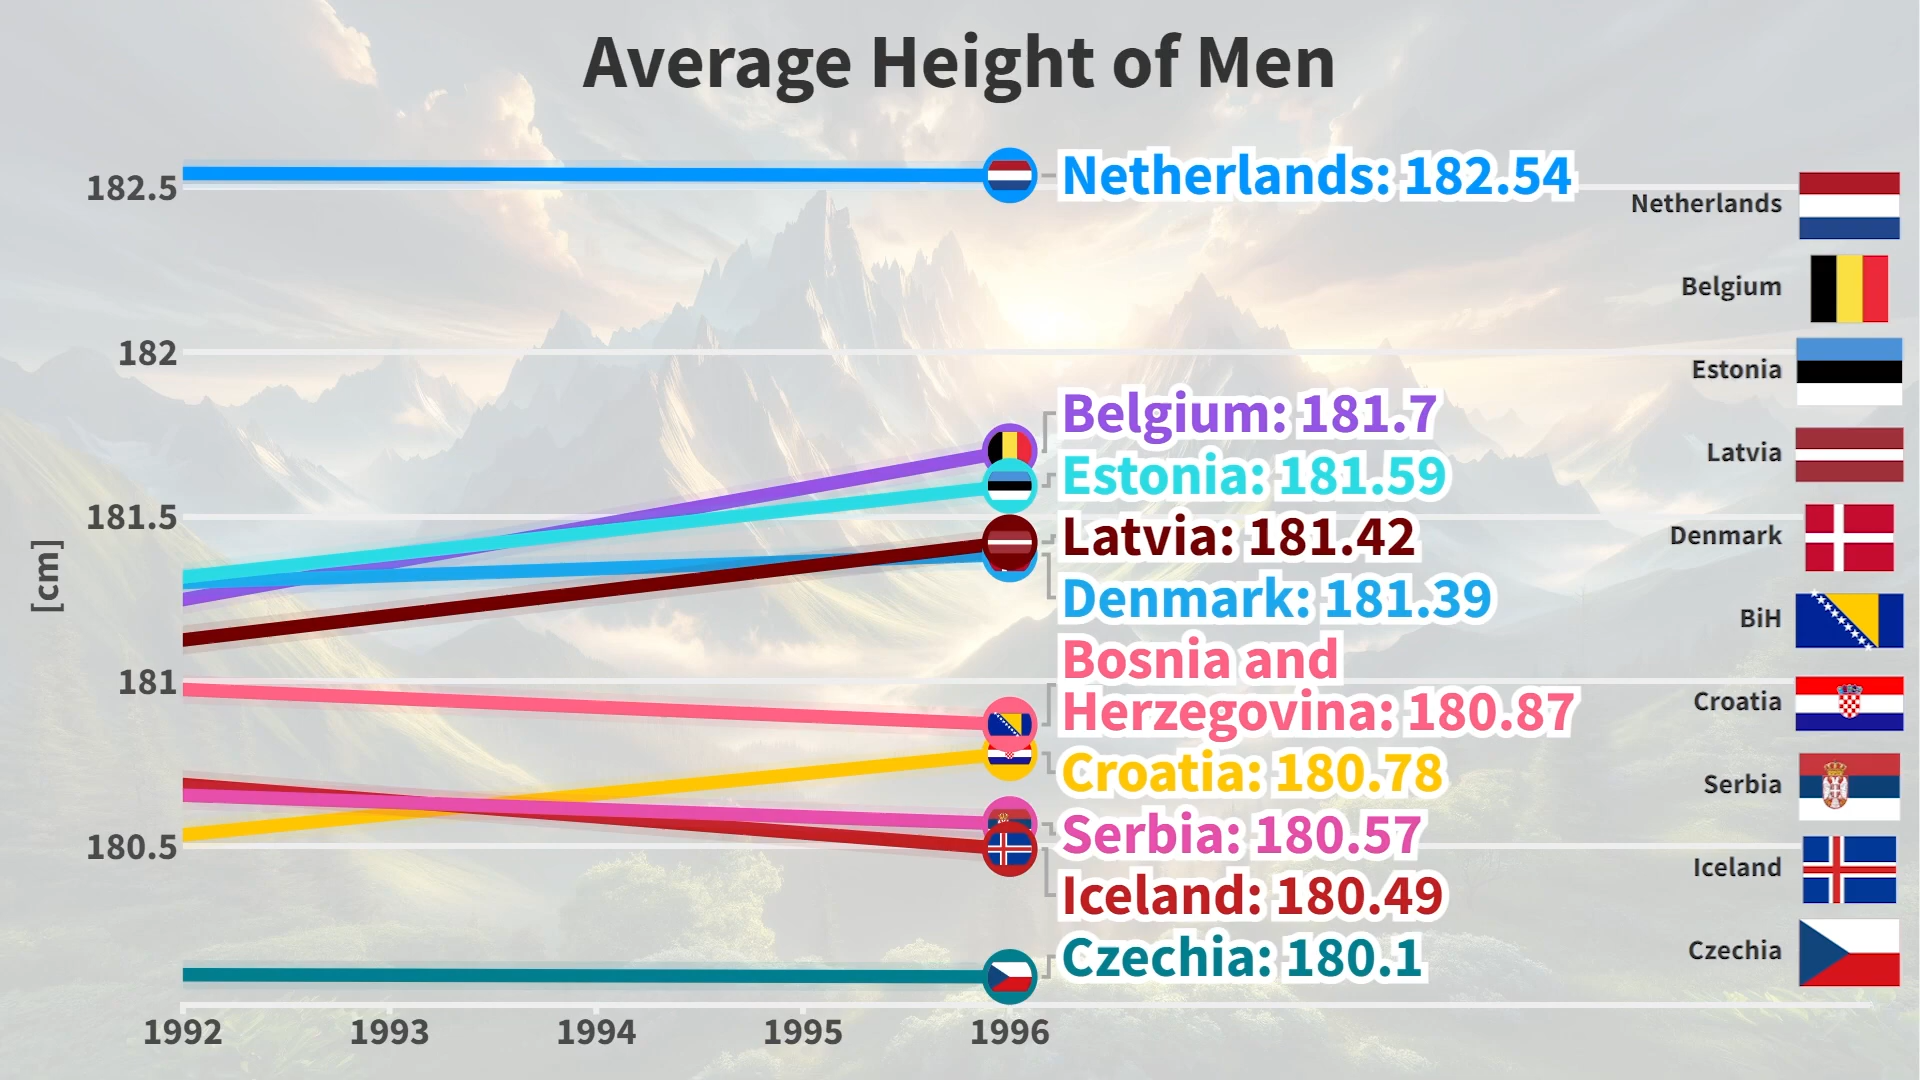 Average Height of Men
182.5
182
181.5
181
180.5
[cm]
1992
1993
1994
1995
1996
Netherlands: 182.54
Belgium: 181.7
Estonia: 181.59
Latvia: 181.42
Denmark: 181.39
Bosnia and
Herzegovina: 180.87
Croatia: 180.78
Serbia: 180.57
Iceland: 180.49
Czechia: 180.1
Netherlands
Belgium
Estonia
Latvia
Denmark
BiH
Croatia
Serbia
Iceland
Czechia